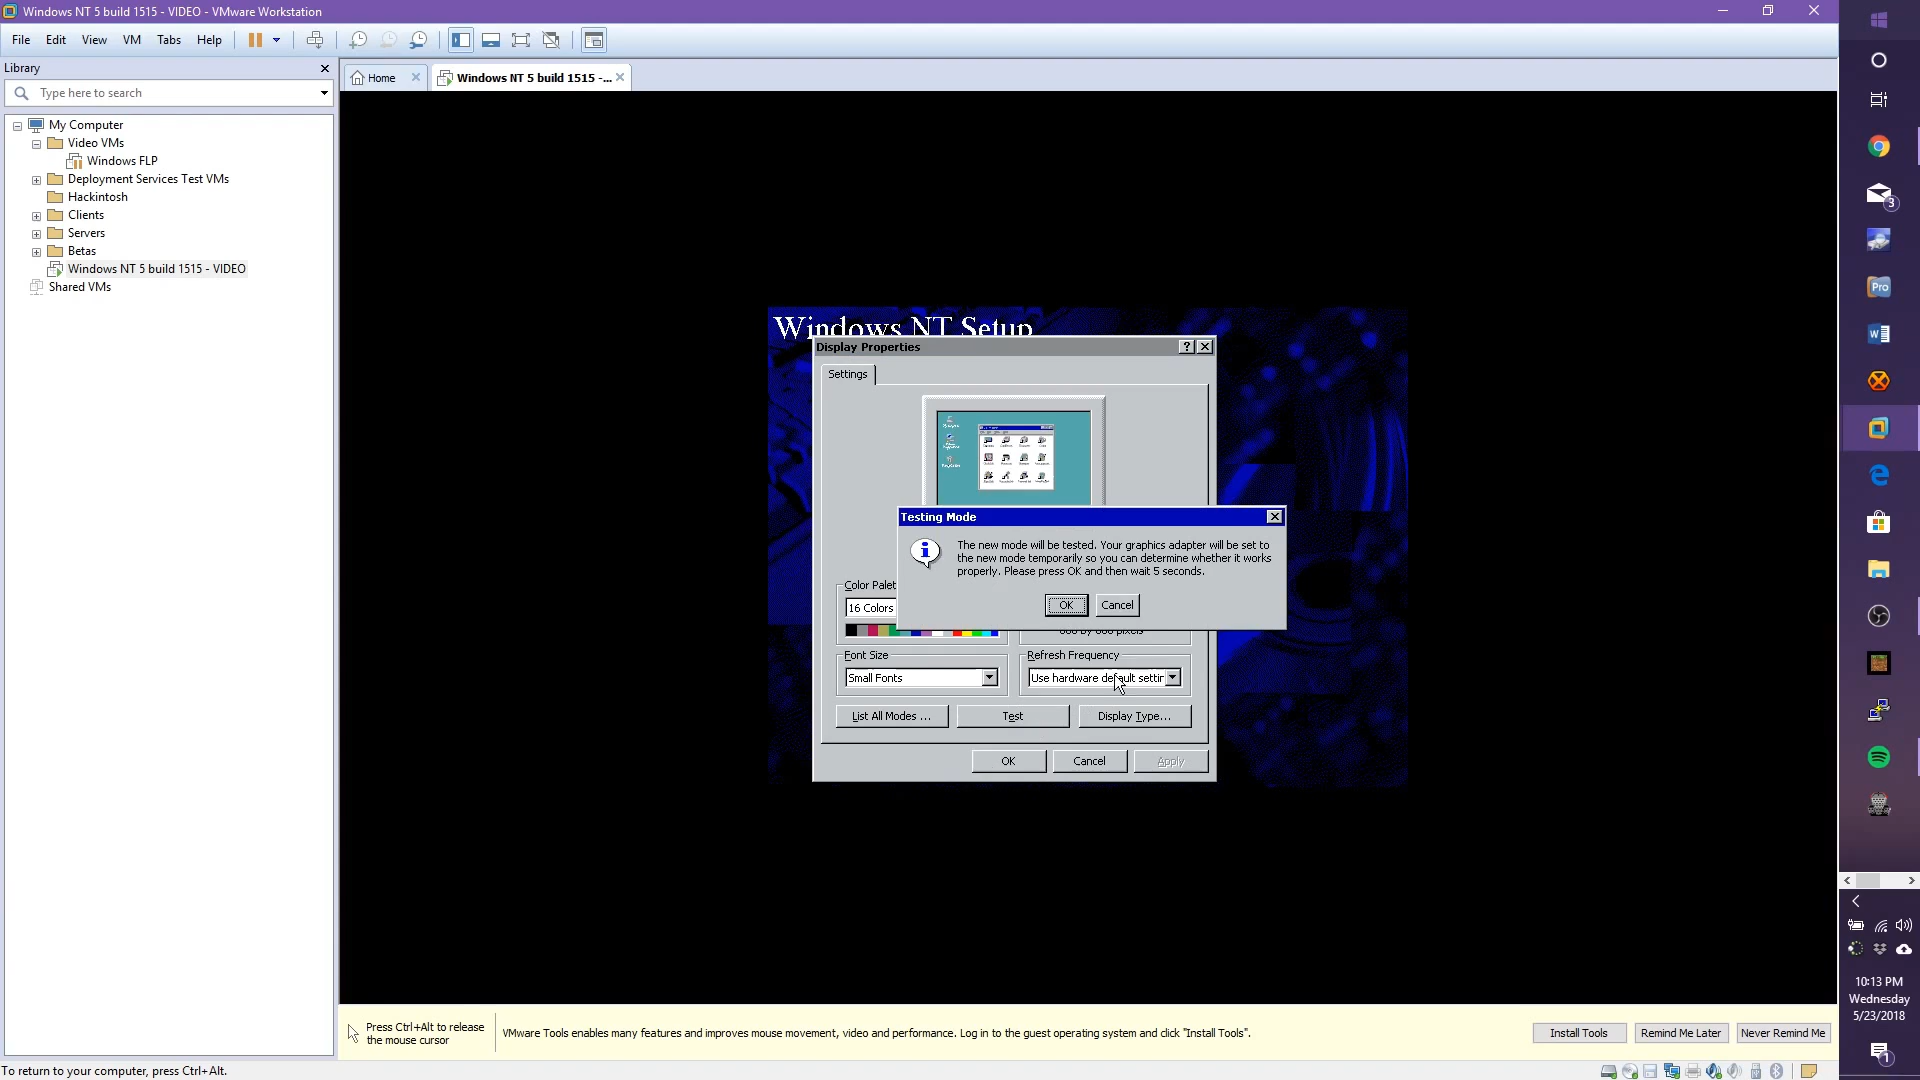 Windows NT 5 build 1515 - VIDEO - VMware Workstation
File Edit View VM Tabs Help
Library
Type here to search
My Computer
Video VMs
Windows FLP
Deployment Services Test VMs
Hackintosh
Clients
Servers
Betas
Windows NT 5 build 1515 - VIDEO
Shared VMs
Home
Windows NT 5 build 1515 -...
Windows NT Setup
Display Properties
Settings
Testing Mode
The new mode will be tested. Your graphics adapter will be set to
the new mode temporarily so you can determine whether it works
properly. Please press OK and then wait 5 seconds.
OK Cancel
Color Palet
16 Colors
Font Size
Small Fonts
Refresh Frequency
Use hardware default settin
List All Modes ... Test Display Type...
OK Cancel Apply
Press Ctrl+Alt to release
the mouse cursor
VMware Tools enables many features and improves mouse movement, video and performance. Log in to the guest operating system and click "Install Tools".
Install Tools Remind Me Later Never Remind Me
To return to your computer, press Ctrl+Alt.
3
Pro
10:13 PM
Wednesday
5/23/2018
1